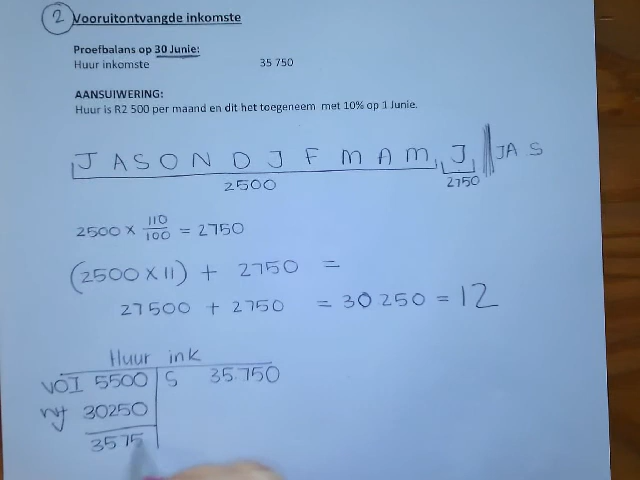 2 Vooruitontvangde inkomste
Proefbalans op 30 Junie:
Huur inkomste 35 750
AANSUIWERING:
Huur is R2 500 per maand en dit het toegeneem met 10% op 1 Junie.
J A S O N D J F M A M J J A S
2500 2750
2500 × 110/100 = 2750
(2500 × 11) + 2750 =
27500 + 2750 = 30 250 = 12
Huur ink
VOI 5500 S 35.750
30250
3575